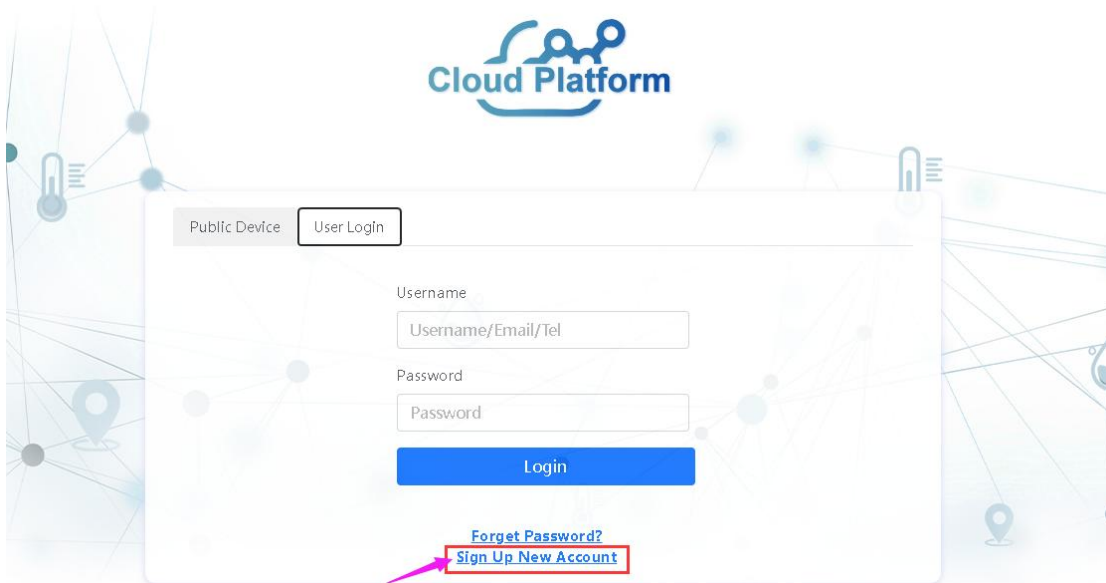 Cloud Platform
Public Device User Login
Username
Username/Email/Tel
Password
Password
Login
Forget Password?
Sign Up New Account